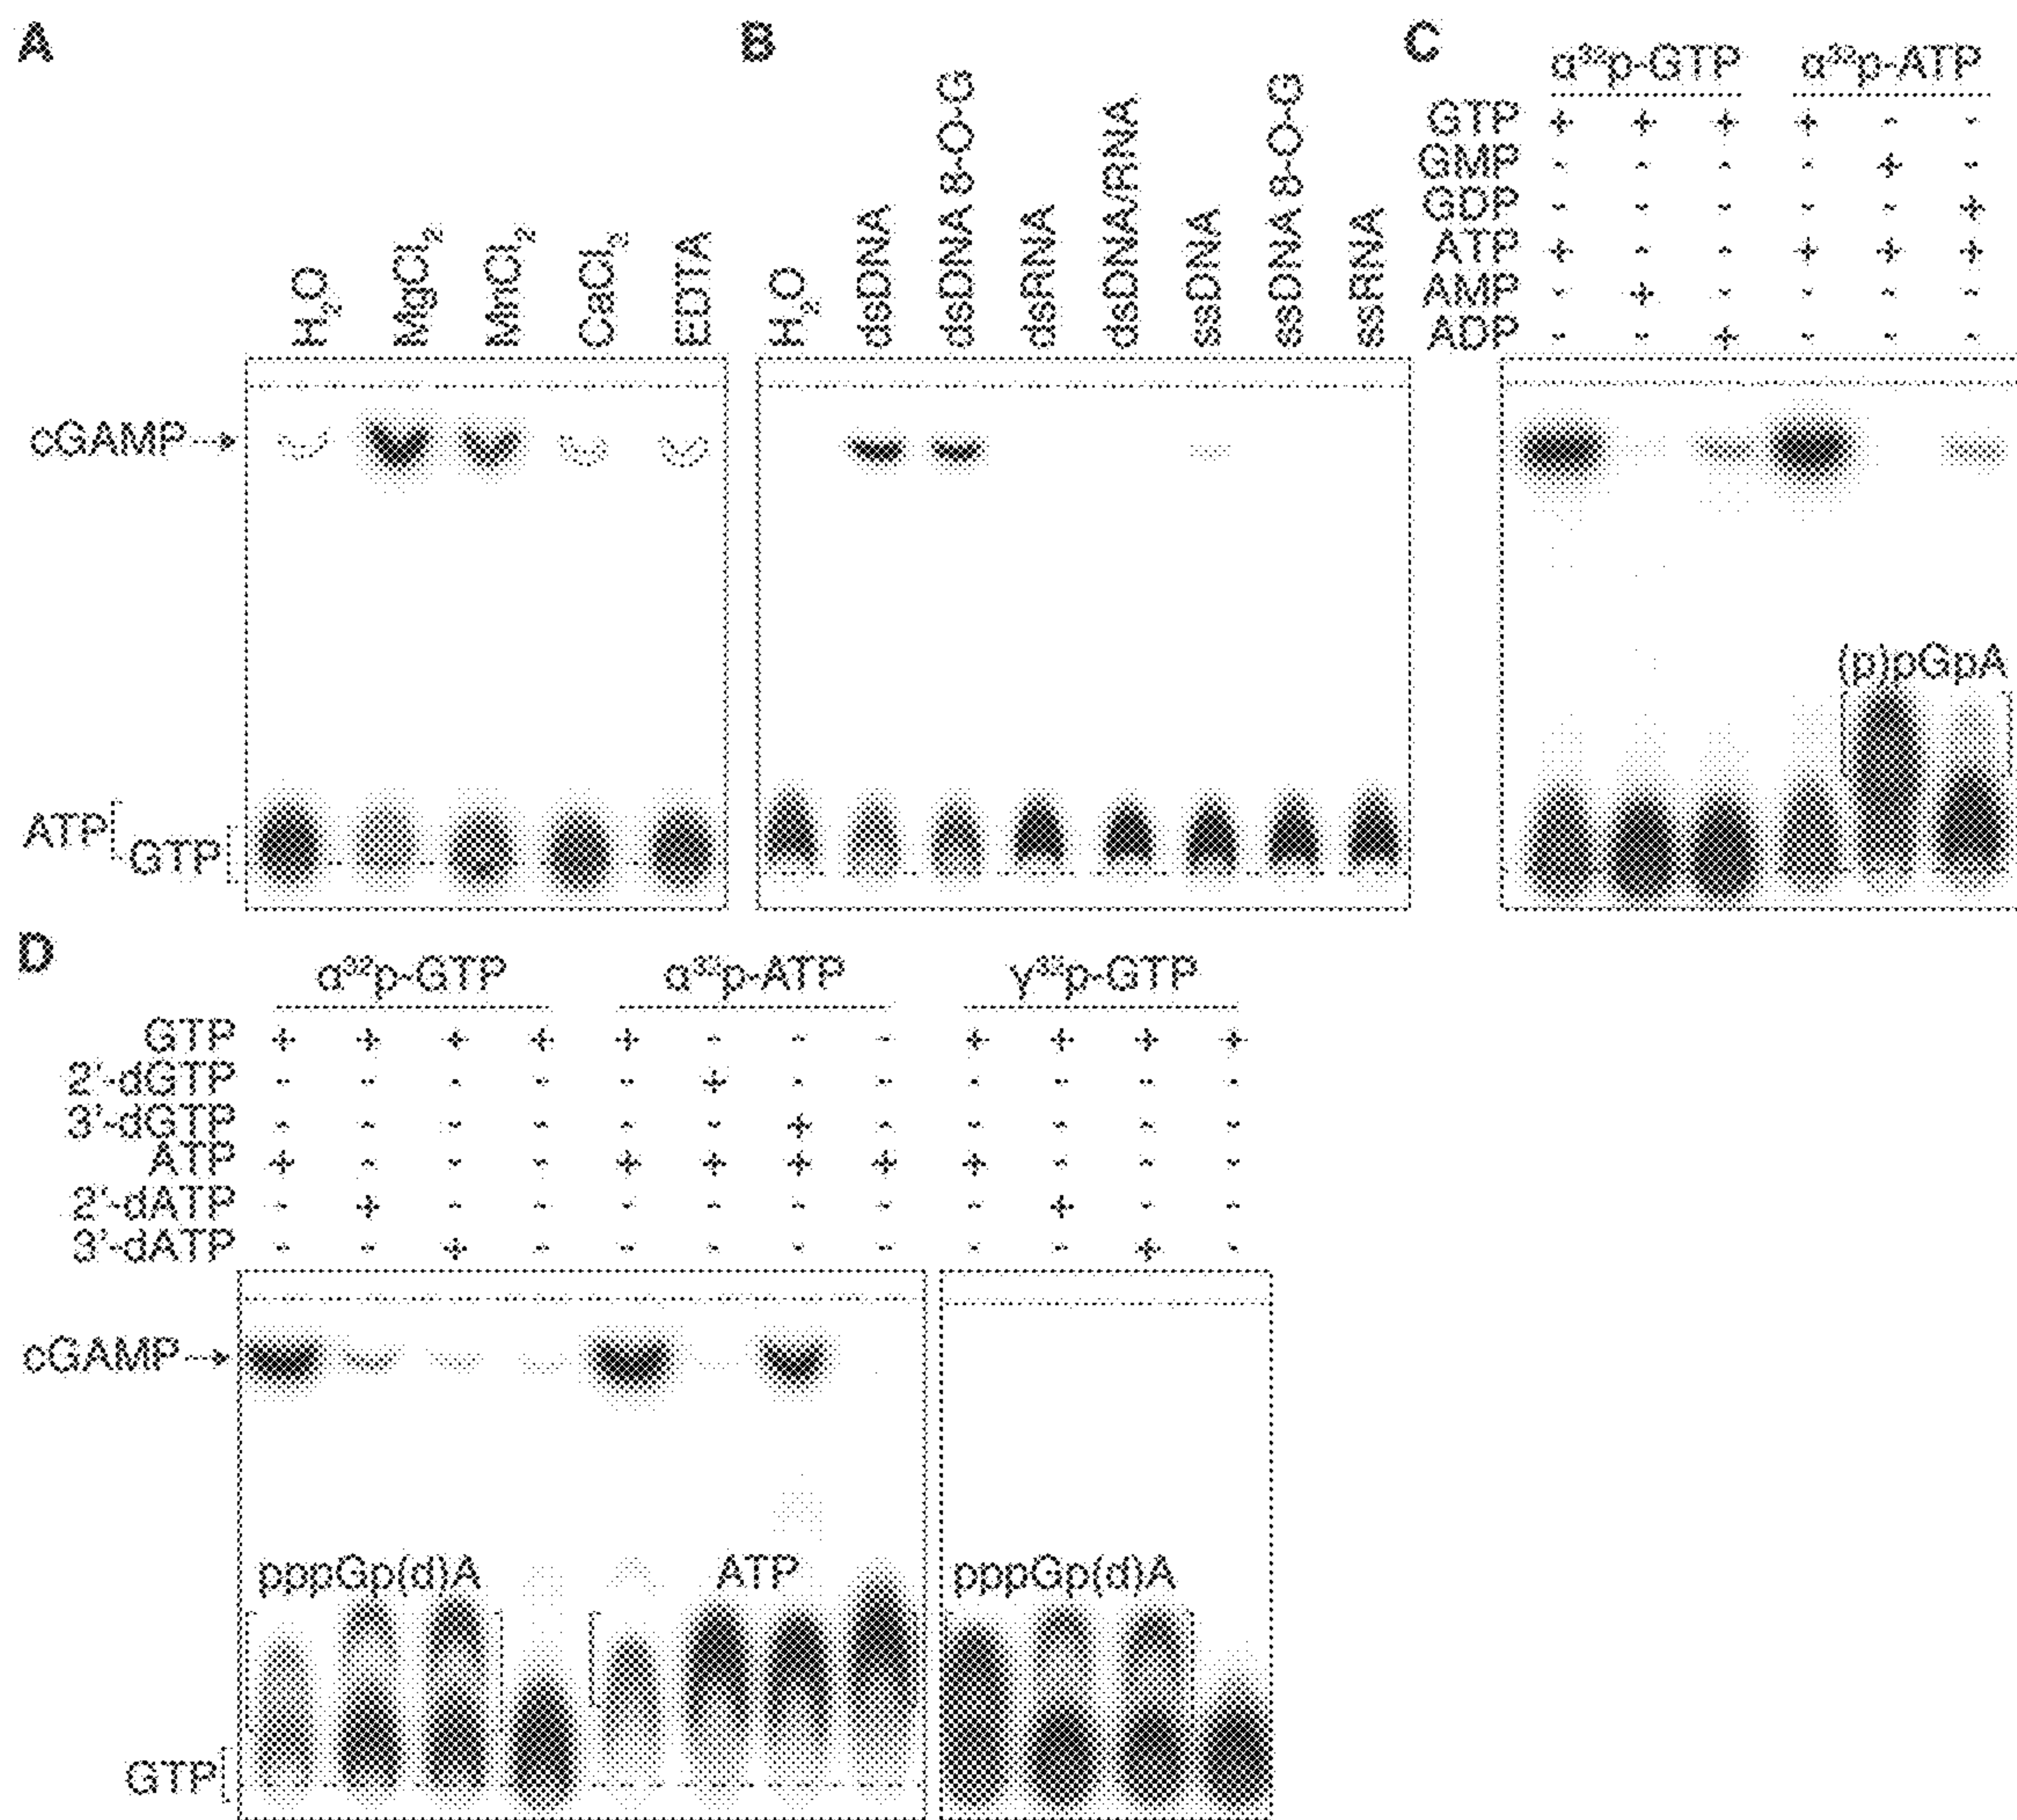 A
H₂O
MgCl₂
MnCl₂
CaCl₂
EDTA
cGAMP
ATP
GTP
B
H₂O
dsDNA
dsDNA 8-O-G
dsRNA
dsDNA/RNA
ssDNA
ssDNA 8-O-G
ssRNA
C
α³²p-GTP α³²p-ATP
GTP + + + + - -
GMP - - - - + -
GDP - - - - - +
ATP + - - + + +
AMP - + - - - -
ADP - - + - - -
(p)pGpA
D
α³²p-GTP α³²p-ATP γ³²p-GTP
GTP + + + + + - - - + + + +
2'-dGTP - - - - - + - - - - - -
3'-dGTP - - - - - - + - - - - -
ATP + - - - + + + + + - - -
2'-dATP - + - - - - - - - + - -
3'-dATP - - + - - - - - - - + -
cGAMP
pppGp(d)A ATP pppGp(d)A
GTP